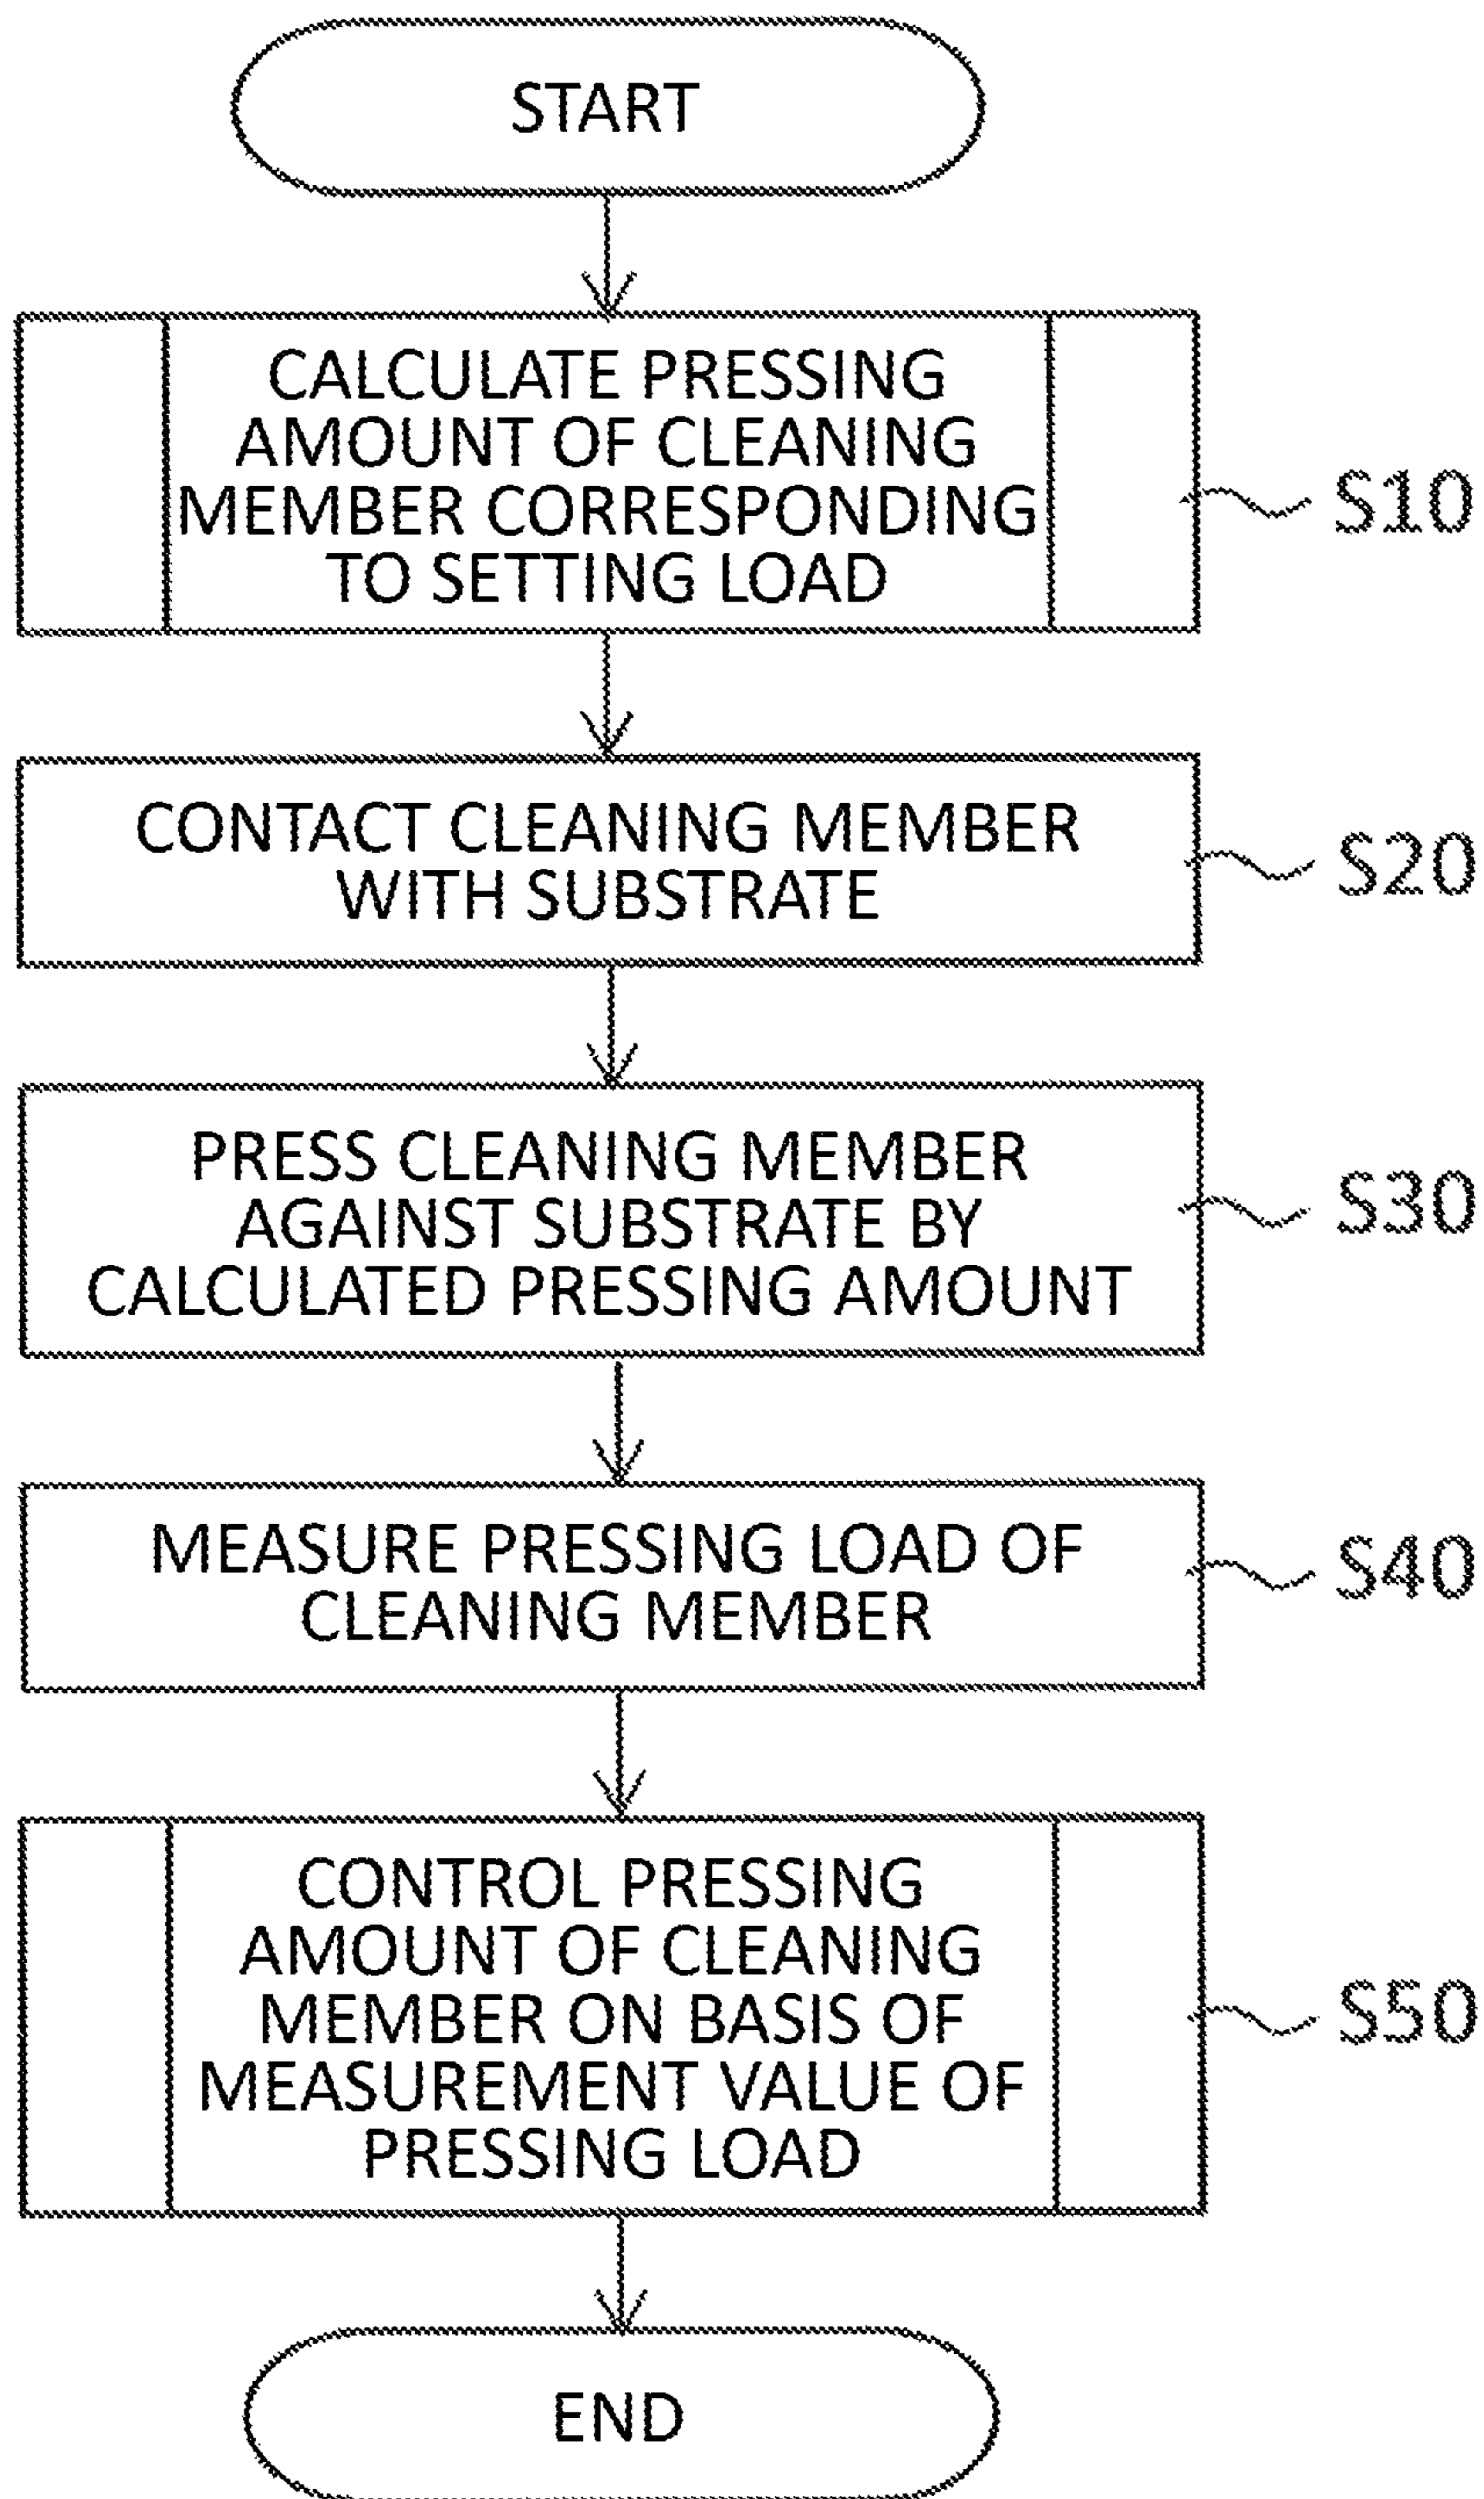 START
CALCULATE PRESSING
AMOUNT OF CLEANING
MEMBER CORRESPONDING
TO SETTING LOAD
S10
CONTACT CLEANING MEMBER
WITH SUBSTRATE
S20
PRESS CLEANING MEMBER
AGAINST SUBSTRATE BY
CALCULATED PRESSING AMOUNT
S30
MEASURE PRESSING LOAD OF
CLEANING MEMBER
S40
CONTROL PRESSING
AMOUNT OF CLEANING
MEMBER ON BASIS OF
MEASUREMENT VALUE OF
PRESSING LOAD
S50
END